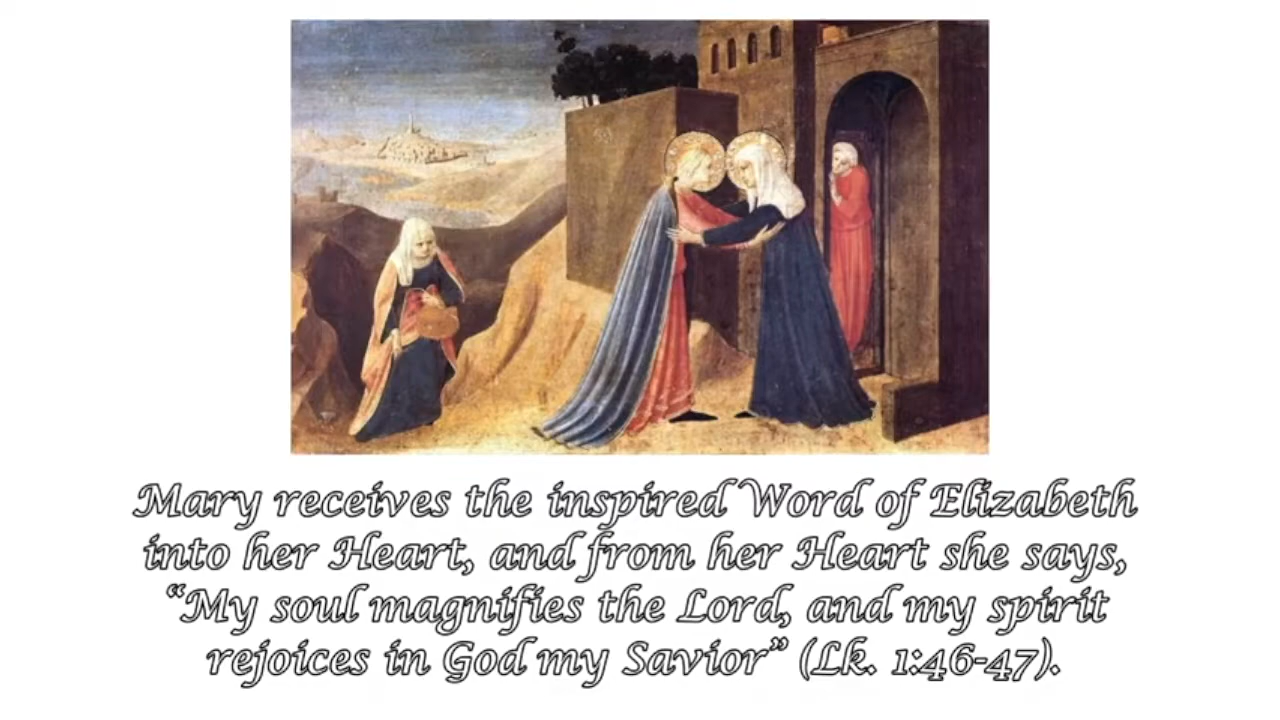 Mary receives the inspired Word of Elizabeth
into her Heart, and from her Heart she says,
“My soul magnifies the Lord, and my spirit
rejoices in God my Savior” (Lk. 1:46-47).